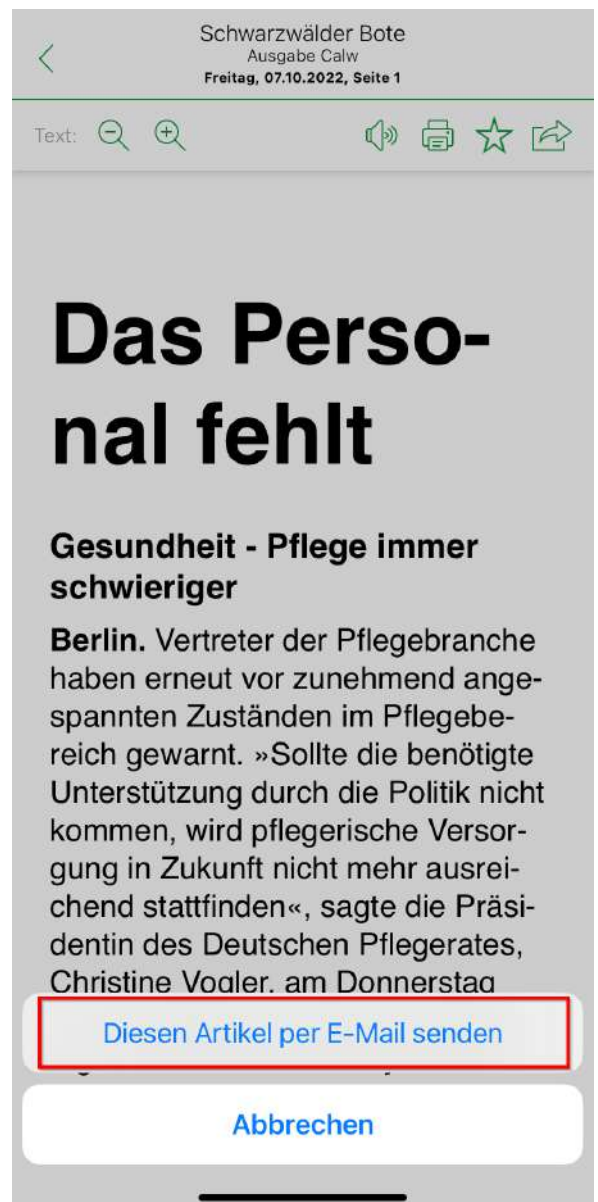 Schwarzwälder Bote
Ausgabe Calw
Freitag, 07.10.2022, Seite 1
Text:
Das Perso-
nal fehlt
Gesundheit - Pflege immer
schwieriger
Berlin. Vertreter der Pflegebranche
haben erneut vor zunehmend ange-
spannten Zuständen im Pflegebe-
reich gewarnt. »Sollte die benötigte
Unterstützung durch die Politik nicht
kommen, wird pflegerische Versor-
gung in Zukunft nicht mehr ausrei-
chend stattfinden«, sagte die Präsi-
dentin des Deutschen Pflegerates,
Christine Vogler, am Donnerstag
Diesen Artikel per E-Mail senden
Abbrechen